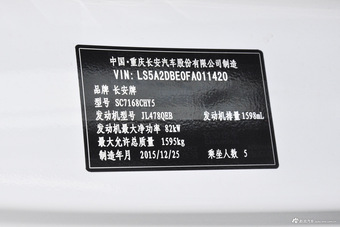 中国·重庆长安汽车股份有限公司制造
VIN: LS5A2DBE0FA011420
品牌 长安牌
型号 SC7168CHY5
发动机型号 JL478QEB 发动机排量 1598mL
发动机最大净功率 82kW
最大允许总质量 1595kg
制造年月 2015/12/25 乘坐人数 5